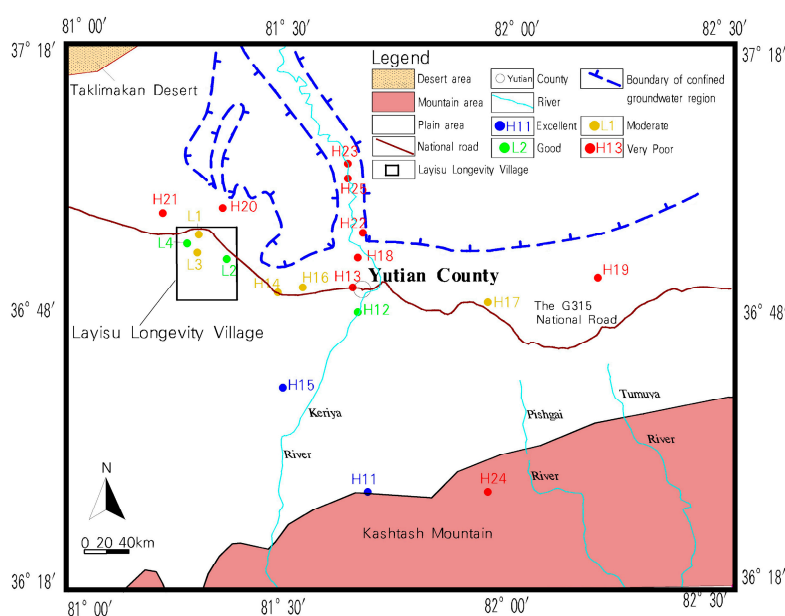 81° 00′
81° 30′
82° 00′
82° 30′
37° 18′
37° 18′
Taklimakan Desert
Legend
Desert area
Mountain area
Plain area
National road
Layisu Longevity Village
Yutian County
River
H11 Excellent
L2 Good
Boundary of confined
groundwater region
L1 Moderate
H13 Very Poor
H23
H25
H21
H20
H22
L1
L4
L3
L2
H18
H14
H16
H13
Yutian County
H19
H17
H12
The G315
National Road
36° 48′
36° 48′
Layisu Longevity Village
H15
Keriya
River
Pishgai
River
Tumuya
River
H11
H24
N
0 20 40km
Kashtash Mountain
36° 18′
36° 18′
81° 00′
81° 30′
82° 00′
82° 30′